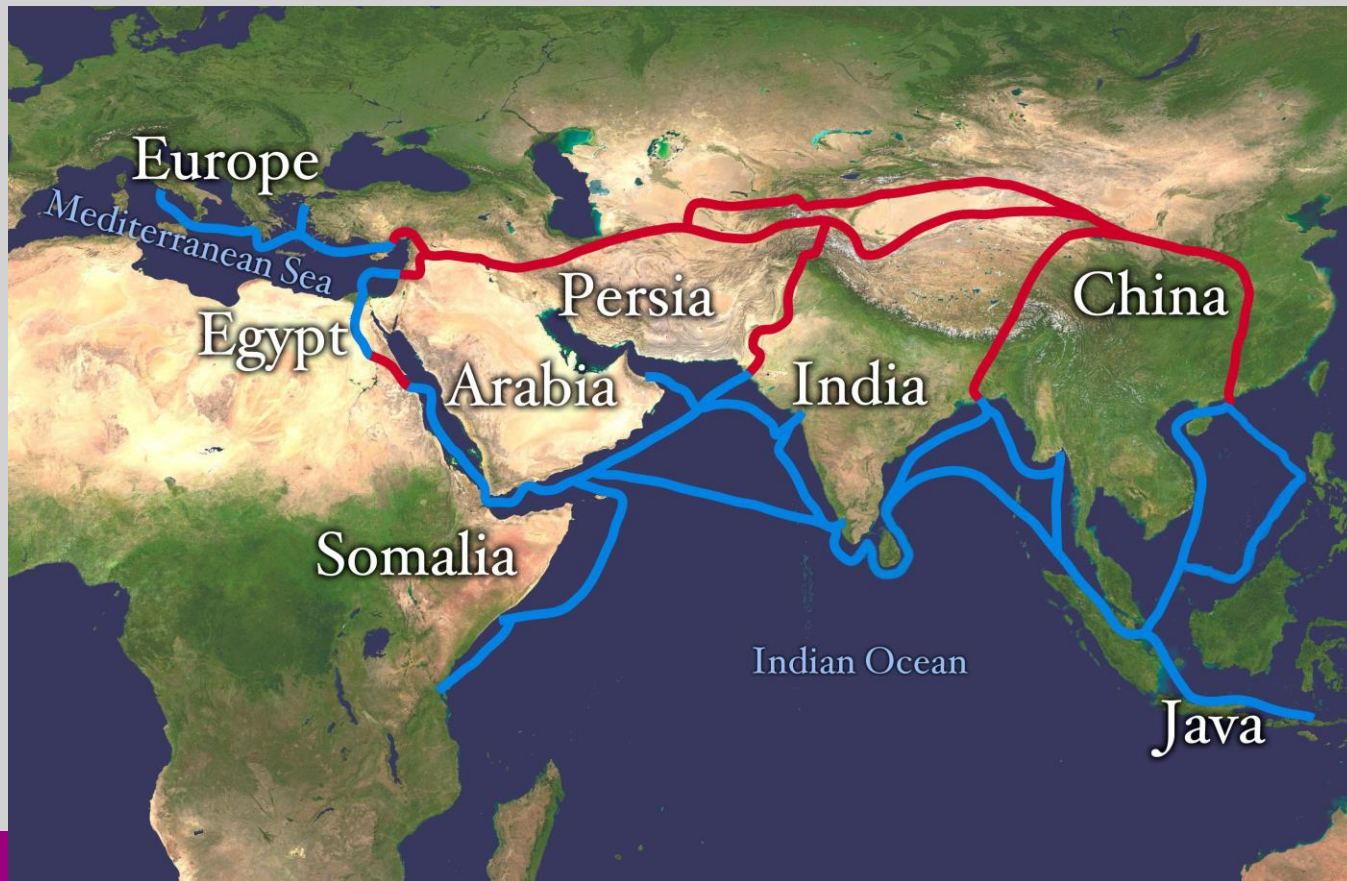 Europe
Mediterranean Sea
Persia
China
Egypt
Arabia
India
Somalia
Indian Ocean
Java